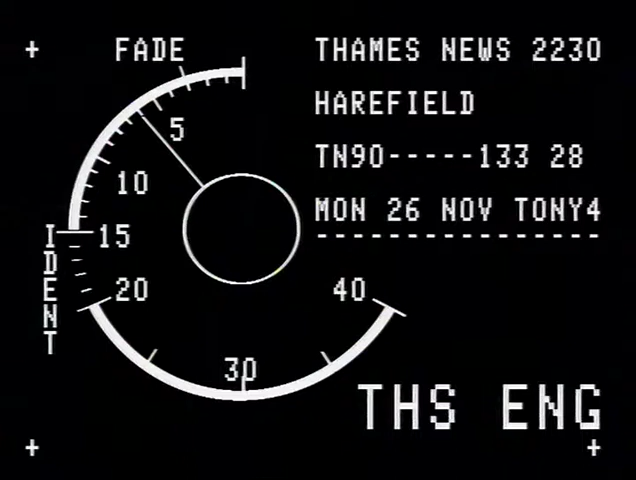 FADE
THAMES NEWS 2230
HAREFIELD
TN90-----133 28
MON 26 NOV TONY4
-----------------
5
10
15
20
30
40
IDENT
THS ENG